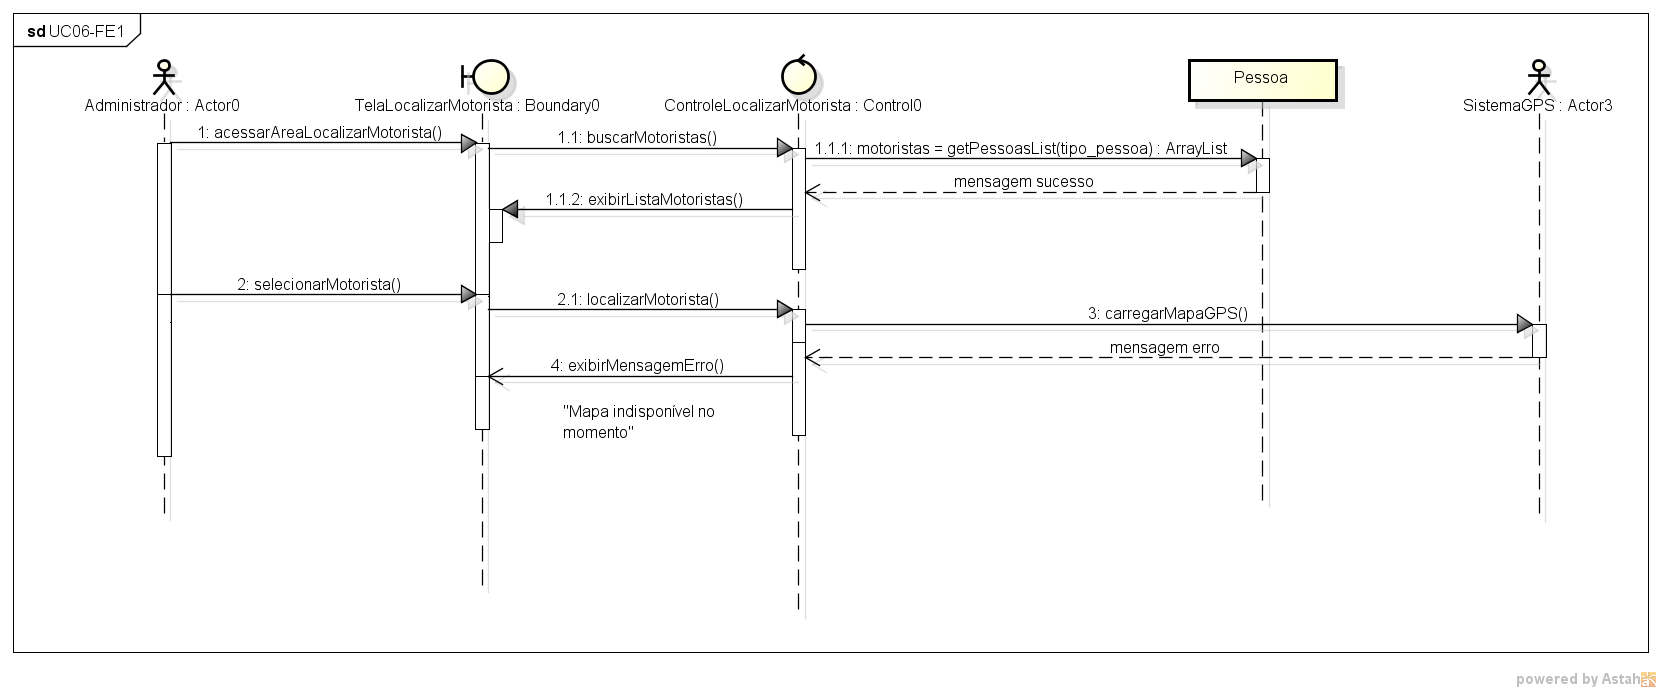 sd UC06-FE1
Administrador : Actor0
TelaLocalizarMotorista : Boundary0
ControleLocalizarMotorista : Control0
Pessoa
SistemaGPS : Actor3
1: acessarAreaLocalizarMotorista()
1.1: buscarMotoristas()
1.1.1: motoristas = getPessoasList(tipo_pessoa) : ArrayList
mensagem sucesso
1.1.2: exibirListaMotoristas()
2: selecionarMotorista()
2.1: localizarMotorista()
3: carregarMapaGPS()
mensagem erro
4: exibirMensagemErro()
"Mapa indisponível no
momento"
powered by Astah